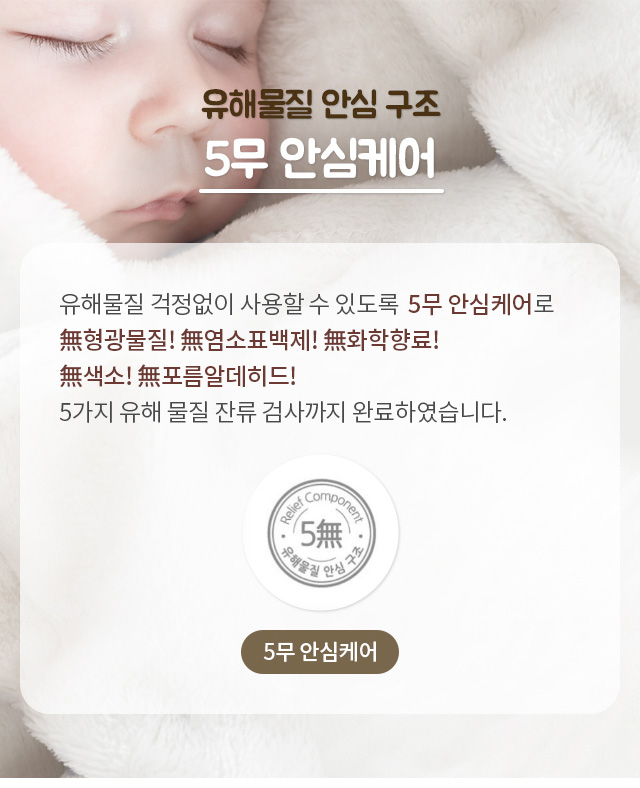 유해물질 안심 구조
5무 안심케어
유해물질 걱정없이 사용할 수 있도록 5무 안심케어로
無형광물질! 無염소표백제! 無화학향료!
無색소! 無포름알데히드!
5가지 유해 물질 잔류 검사까지 완료하였습니다.
Relief Component
5無
유해물질 안심 구조
5무 안심케어